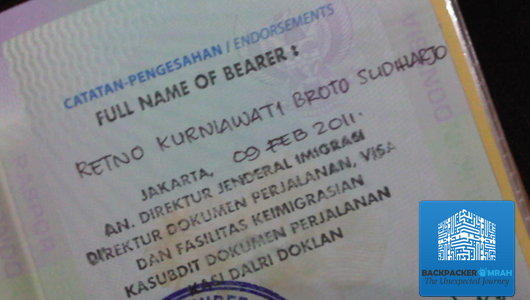 CATATAN-PENGESAHAN / ENDORSEMENTS
FULL NAME OF BEARER :
RETNO KURNIAWATI BROTO SUDIHARJO
JAKARTA, 09 FEB 2011.
AN. DIREKTUR JENDERAL IMIGRASI
DIREKTUR DOKUMEN PERJALANAN, VISA
DAN FASILITAS KEIMIGRASIAN
KASUBDIT DOKUMEN PERJALANAN
KASI DALRI DOKLAN
BACKPACKER UMRAH
The Unexpected Journey